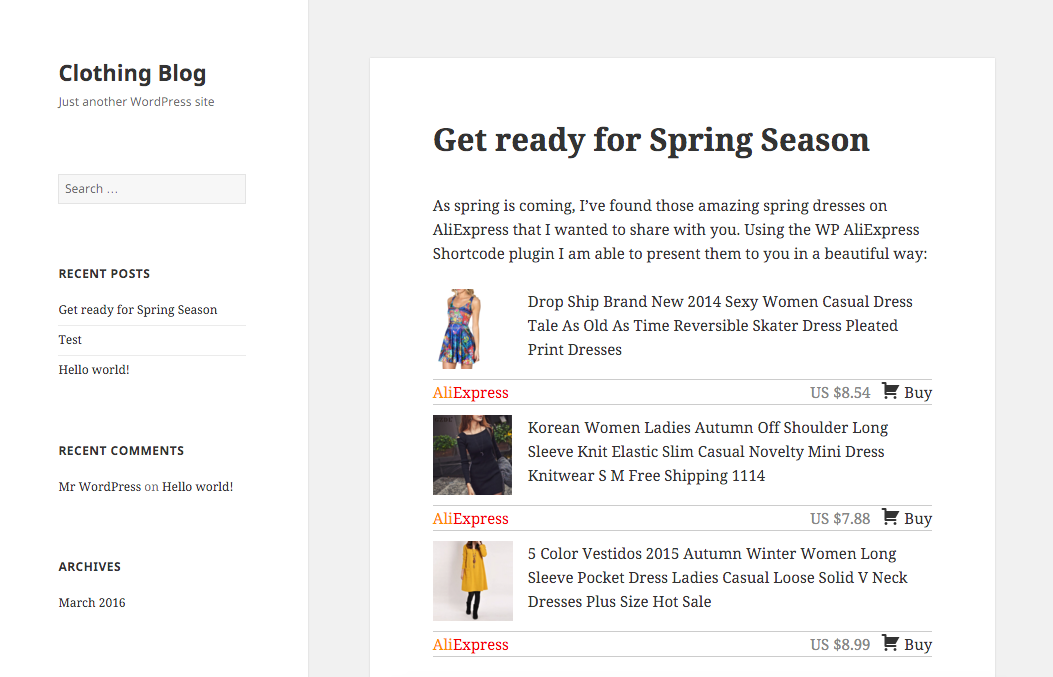 Clothing Blog
Just another WordPress site
Search …
RECENT POSTS
Get ready for Spring Season
Test
Hello world!
RECENT COMMENTS
Mr WordPress on Hello world!
ARCHIVES
March 2016
Get ready for Spring Season
As spring is coming, I’ve found those amazing spring dresses on
AliExpress that I wanted to share with you. Using the WP AliExpress
Shortcode plugin I am able to present them to you in a beautiful way:
Drop Ship Brand New 2014 Sexy Women Casual Dress
Tale As Old As Time Reversible Skater Dress Pleated
Print Dresses
AliExpress US $8.54 Buy
Korean Women Ladies Autumn Off Shoulder Long
Sleeve Knit Elastic Slim Casual Novelty Mini Dress
Knitwear S M Free Shipping 1114
AliExpress US $7.88 Buy
5 Color Vestidos 2015 Autumn Winter Women Long
Sleeve Pocket Dress Ladies Casual Loose Solid V Neck
Dresses Plus Size Hot Sale
AliExpress US $8.99 Buy